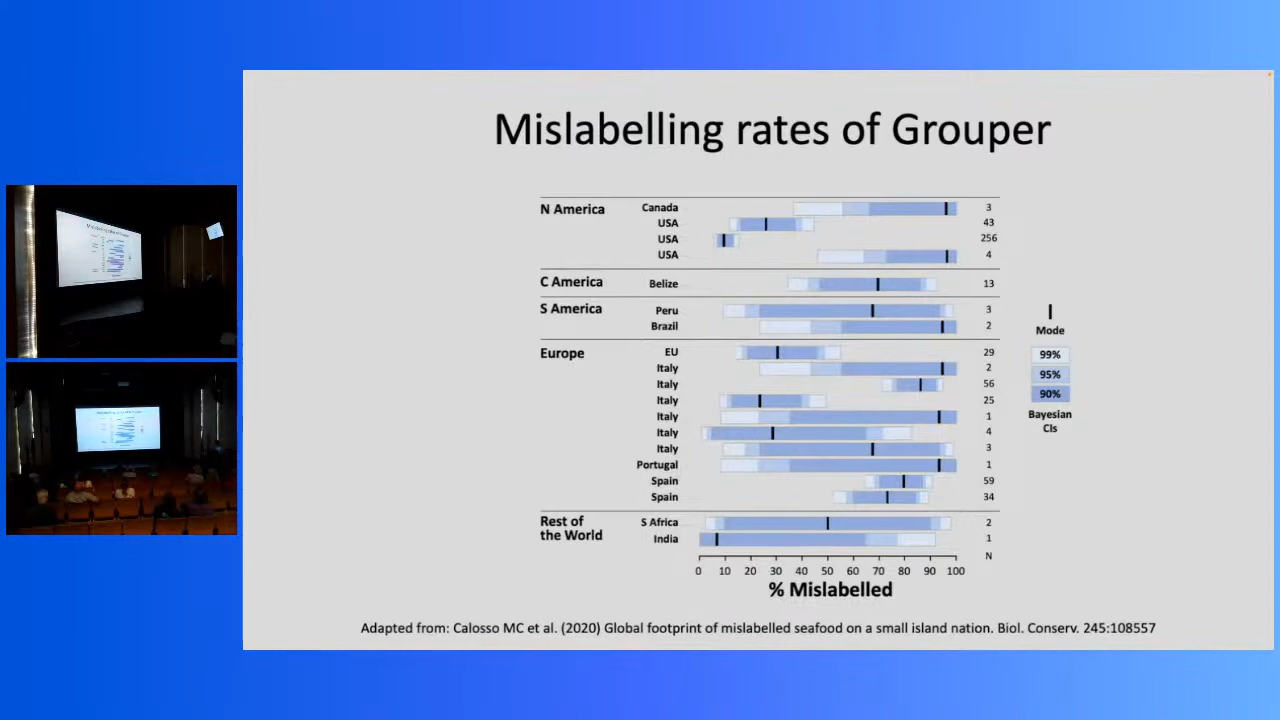 Mislabelling rates of Grouper
N America Canada 3
USA 43
USA 256
USA 4
C America Belize 13
S America Peru 3
Brazil 2
Europe EU 29
Italy 2
Italy 56
Italy 25
Italy 1
Italy 4
Italy 3
Portugal 1
Spain 59
Spain 34
Rest of the World S Africa 2
India 1
N
0 10 20 30 40 50 60 70 80 90 100
% Mislabelled
Mode
99%
95%
90%
Bayesian
CIs
Adapted from: Calosso MC et al. (2020) Global footprint of mislabelled seafood on a small island nation. Biol. Conserv. 245:108557